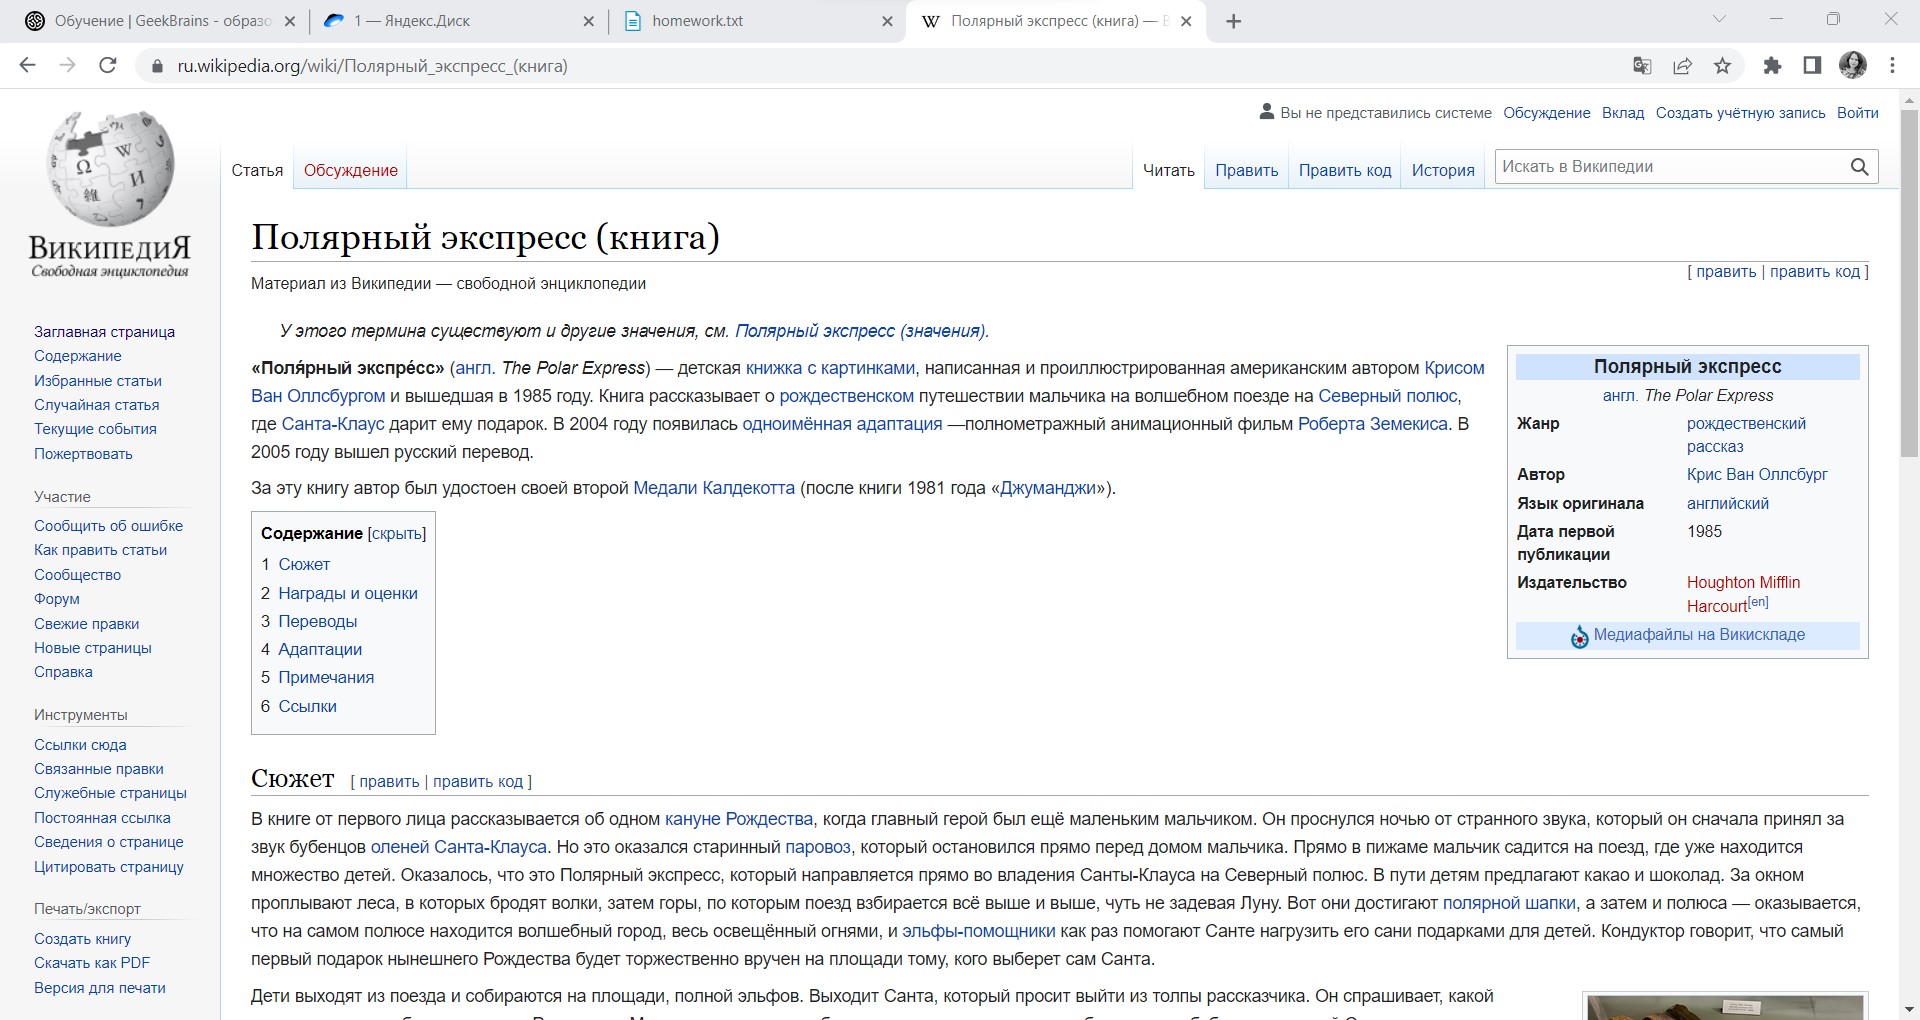 Обучение | GeekBrains - образо
1 — Яндекс.Диск
homework.txt
Полярный экспресс (книга) —
ru.wikipedia.org/wiki/Полярный_экспресс_(книга)
Вы не представились системе Обсуждение Вклад Создать учётную запись Войти
Статья Обсуждение Читать Править Править код История Искать в Википедии
ВикипедиЯ
Свободная энциклопедия
Заглавная страница
Содержание
Избранные статьи
Случайная статья
Текущие события
Пожертвовать
Участие
Сообщить об ошибке
Как править статьи
Сообщество
Форум
Свежие правки
Новые страницы
Справка
Инструменты
Ссылки сюда
Связанные правки
Служебные страницы
Постоянная ссылка
Сведения о странице
Цитировать страницу
Печать/экспорт
Создать книгу
Скачать как PDF
Версия для печати
Полярный экспресс (книга)
[ править | править код ]
Материал из Википедии — свободной энциклопедии
У этого термина существуют и другие значения, см. Полярный экспресс (значения).
«Поля́рный экспре́сс» (англ. The Polar Express) — детская книжка с картинками, написанная и проиллюстрированная американским автором Крисом
Ван Оллсбургом и вышедшая в 1985 году. Книга рассказывает о рождественском путешествии мальчика на волшебном поезде на Северный полюс,
где Санта-Клаус дарит ему подарок. В 2004 году появилась одноимённая адаптация —полнометражный анимационный фильм Роберта Земекиса. В
2005 году вышел русский перевод.
За эту книгу автор был удостоен своей второй Медали Калдекотта (после книги 1981 года «Джуманджи»).
Полярный экспресс
англ. The Polar Express
Жанр рождественский
рассказ
Автор Крис Ван Оллсбург
Язык оригинала английский
Дата первой 1985
публикации
Издательство Houghton Mifflin
Harcourt[en]
Медиафайлы на Викискладе
Содержание [скрыть]
1 Сюжет
2 Награды и оценки
3 Переводы
4 Адаптации
5 Примечания
6 Ссылки
Сюжет [ править | править код ]
В книге от первого лица рассказывается об одном кануне Рождества, когда главный герой был ещё маленьким мальчиком. Он проснулся ночью от странного звука, который он сначала принял за
звук бубенцов оленей Санта-Клауса. Но это оказался старинный паровоз, который остановился прямо перед домом мальчика. Прямо в пижаме мальчик садится на поезд, где уже находится
множество детей. Оказалось, что это Полярный экспресс, который направляется прямо во владения Санты-Клауса на Северный полюс. В пути детям предлагают какао и шоколад. За окном
проплывают леса, в которых бродят волки, затем горы, по которым поезд взбирается всё выше и выше, чуть не задевая Луну. Вот они достигают полярной шапки, а затем и полюса — оказывается,
что на самом полюсе находится волшебный город, весь освещённый огнями, и эльфы-помощники как раз помогают Санте нагрузить его сани подарками для детей. Кондуктор говорит, что самый
первый подарок нынешнего Рождества будет торжественно вручен на площади тому, кого выберет сам Санта.
Дети выходят из поезда и собираются на площади, полной эльфов. Выходит Санта, который просит выйти из толпы рассказчика. Он спрашивает, какой